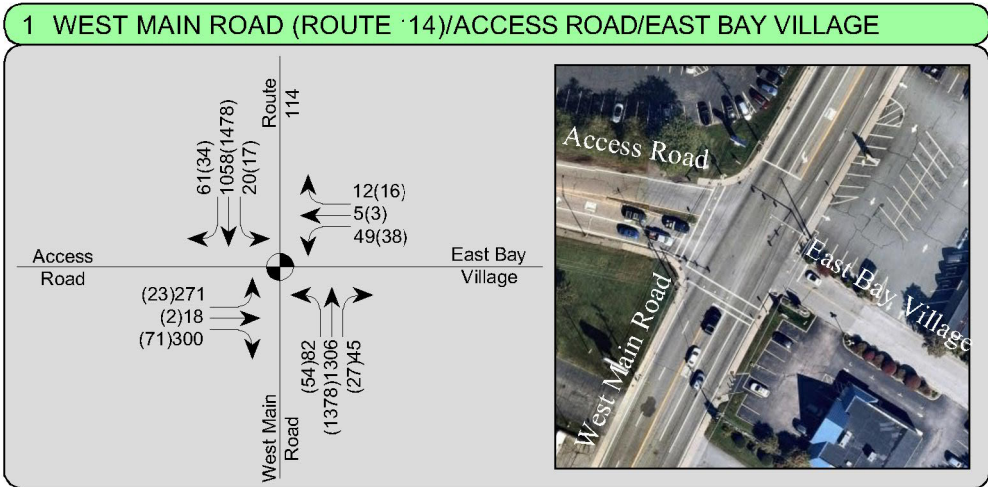 1 WEST MAIN ROAD (ROUTE '14)/ACCESS ROAD/EAST BAY VILLAGE
Route
114
61(34)
1058(1478)
20(17)
12(16)
5(3)
49(38)
Access
Road
East Bay
Village
(23)271
(2)18
(71)300
(54)82
(1378)1306
(27)45
West Main
Road
Access Road
East Bay Village
West Main Road